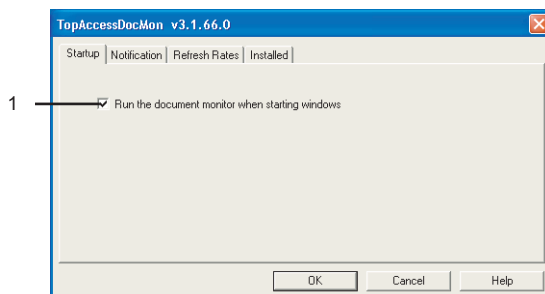 TopAccessDocMon v3.1.66.0
Startup Notification Refresh Rates Installed
1 Run the document monitor when starting windows
OK Cancel Help